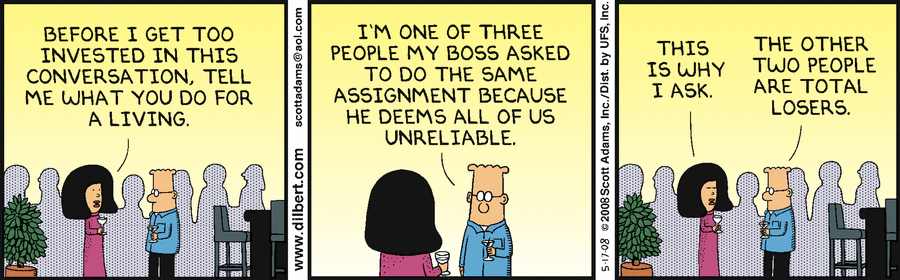 BEFORE I GET TOO
INVESTED IN THIS
CONVERSATION, TELL
ME WHAT YOU DO FOR
A LIVING.
www.dilbert.com
scottadams@aol.com
I'M ONE OF THREE
PEOPLE MY BOSS ASKED
TO DO THE SAME
ASSIGNMENT BECAUSE
HE DEEMS ALL OF US
UNRELIABLE.
5-17-08 ©2008 Scott Adams, Inc./Dist. by UFS, Inc.
THIS
IS WHY
I ASK.
THE OTHER
TWO PEOPLE
ARE TOTAL
LOSERS.